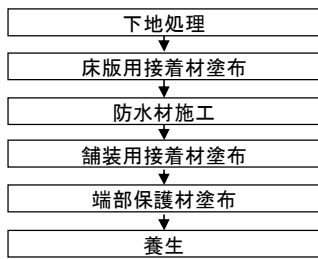 下地処理
床版用接着材塗布
防水材施工
舗装用接着材塗布
端部保護材塗布
養生